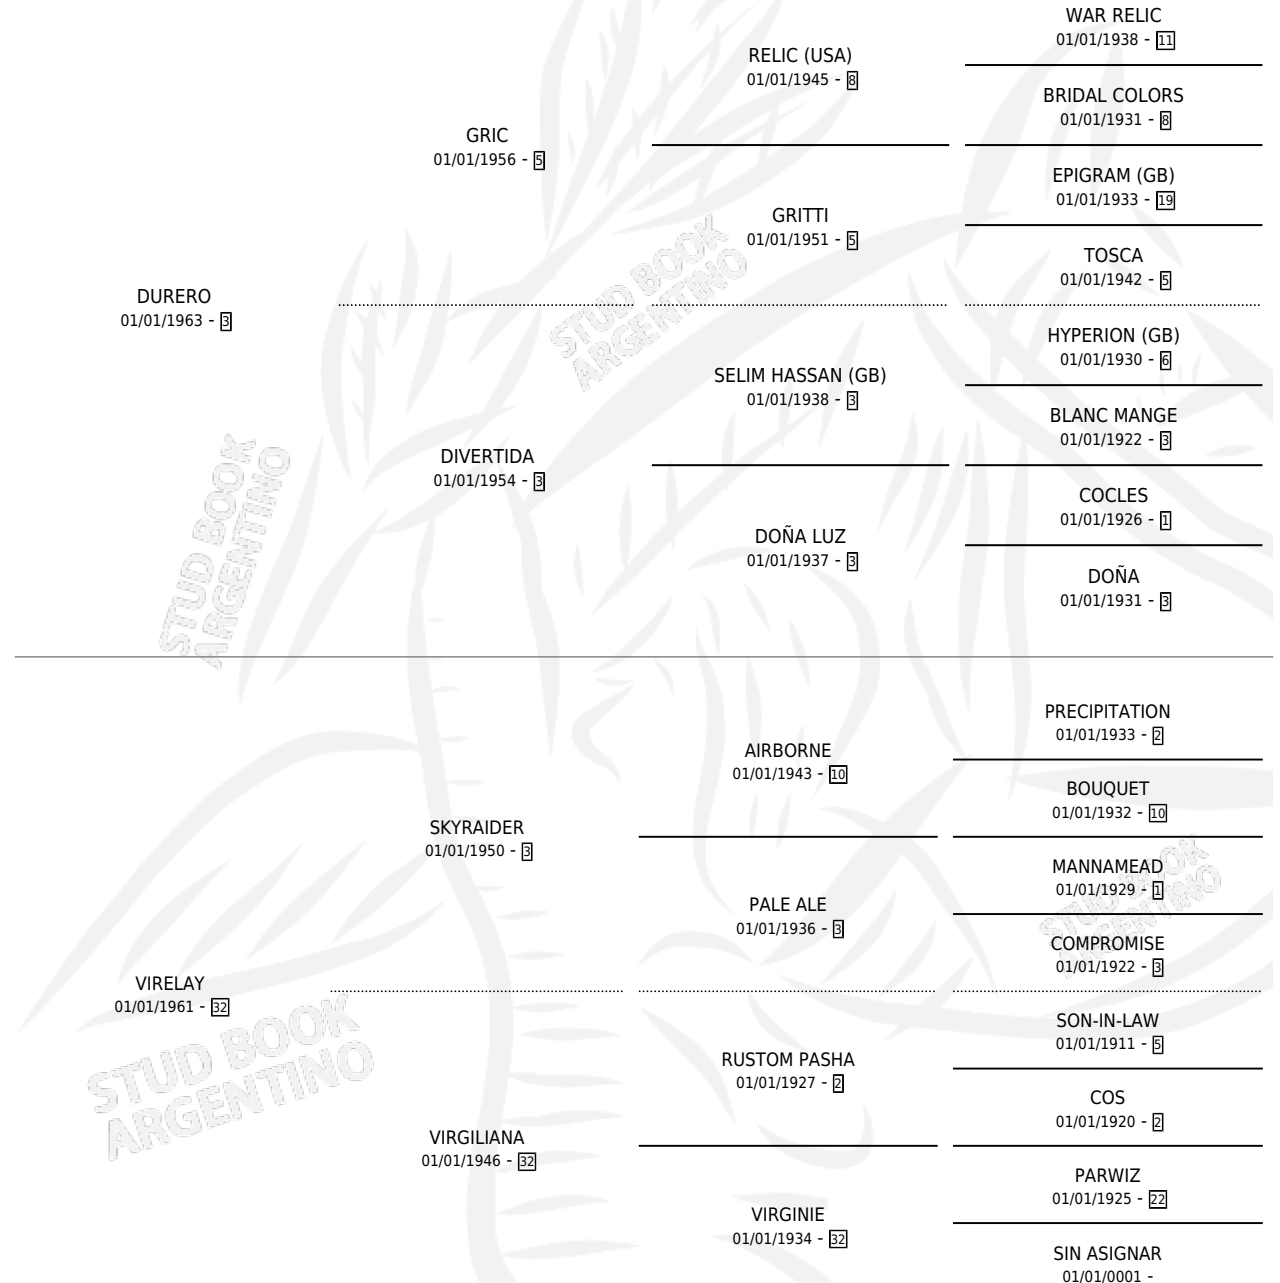 WAR RELIC
01/01/1938 - 11
RELIC (USA)
01/01/1945 - 8
BRIDAL COLORS
01/01/1931 - 8
GRIC
01/01/1956 - 5
EPIGRAM (GB)
01/01/1933 - 19
GRITTI
01/01/1951 - 5
TOSCA
01/01/1942 - 5
DURERO
01/01/1963 - 3
HYPERION (GB)
01/01/1930 - 6
SELIM HASSAN (GB)
01/01/1938 - 3
BLANC MANGE
01/01/1922 - 3
DIVERTIDA
01/01/1954 - 3
COCLES
01/01/1926 - 1
DOÑA LUZ
01/01/1937 - 3
DOÑA
01/01/1931 - 3
STUD BOOK
ARGENTINO
STUD BOOK
ARGENTINO
PRECIPITATION
01/01/1933 - 2
AIRBORNE
01/01/1943 - 10
BOUQUET
01/01/1932 - 10
SKYRAIDER
01/01/1950 - 3
MANNAMEAD
01/01/1929 - 1
PALE ALE
01/01/1936 - 3
COMPROMISE
01/01/1922 - 3
VIRELAY
01/01/1961 - 32
SON-IN-LAW
01/01/1911 - 5
RUSTOM PASHA
01/01/1927 - 2
COS
01/01/1920 - 2
VIRGILIANA
01/01/1946 - 32
PARWIZ
01/01/1925 - 22
VIRGINIE
01/01/1934 - 32
SIN ASIGNAR
01/01/0001 -
STUD BOOK
ARGENTINO
STUD BOOK
ARGENTINO